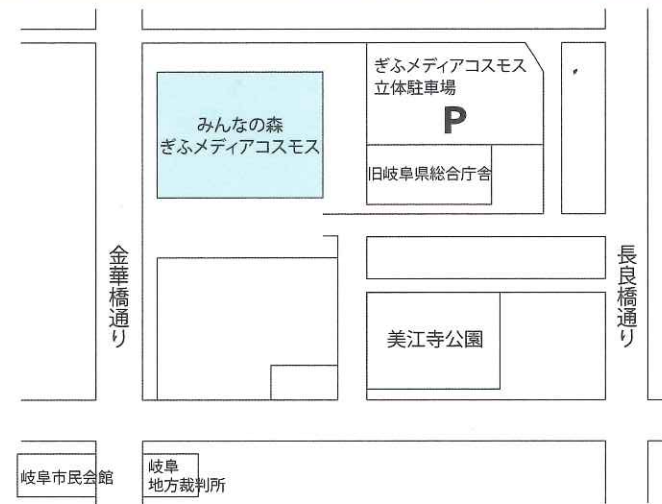 ぎふメディアコスモス
立体駐車場
P
みんなの森
ぎふメディアコスモス
旧岐阜県総合庁舎
金華橋通り
長良橋通り
美江寺公園
岐阜市民会館
岐阜
地方裁判所